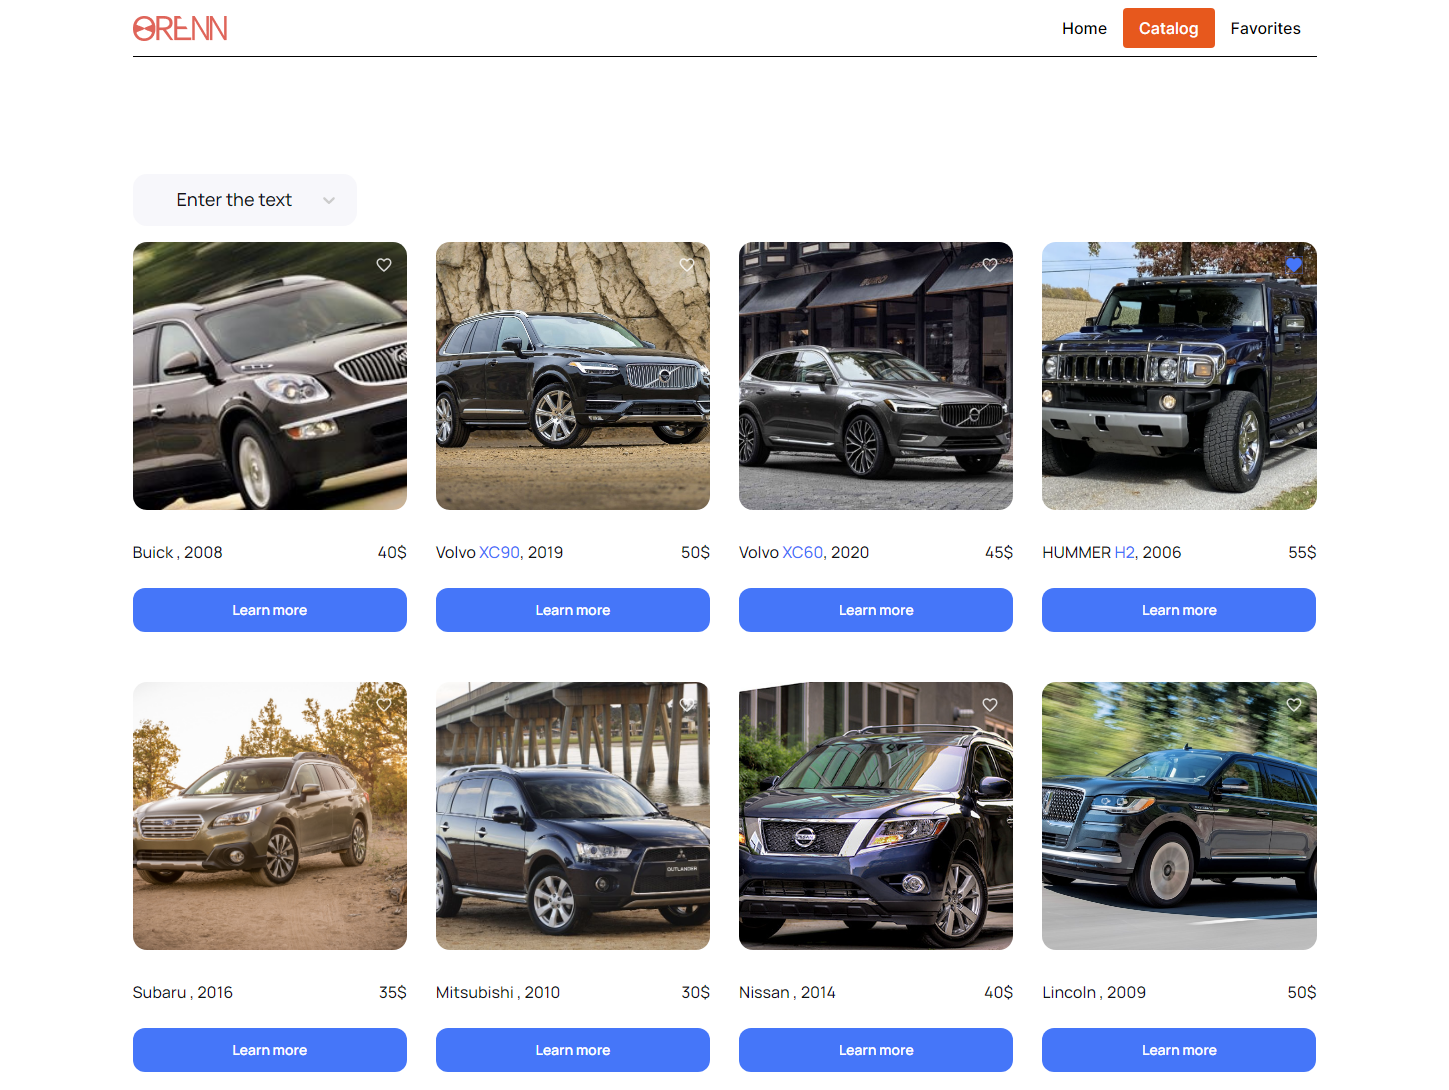 ORENN
Home Catalog Favorites
Enter the text
Buick , 2008 40$
Volvo XC90, 2019 50$
Volvo XC60, 2020 45$
HUMMER H2, 2006 55$
Learn more
Learn more
Learn more
Learn more
OUTLANDER
NISSAN
Subaru , 2016 35$
Mitsubishi , 2010 30$
Nissan , 2014 40$
Lincoln , 2009 50$
Learn more
Learn more
Learn more
Learn more